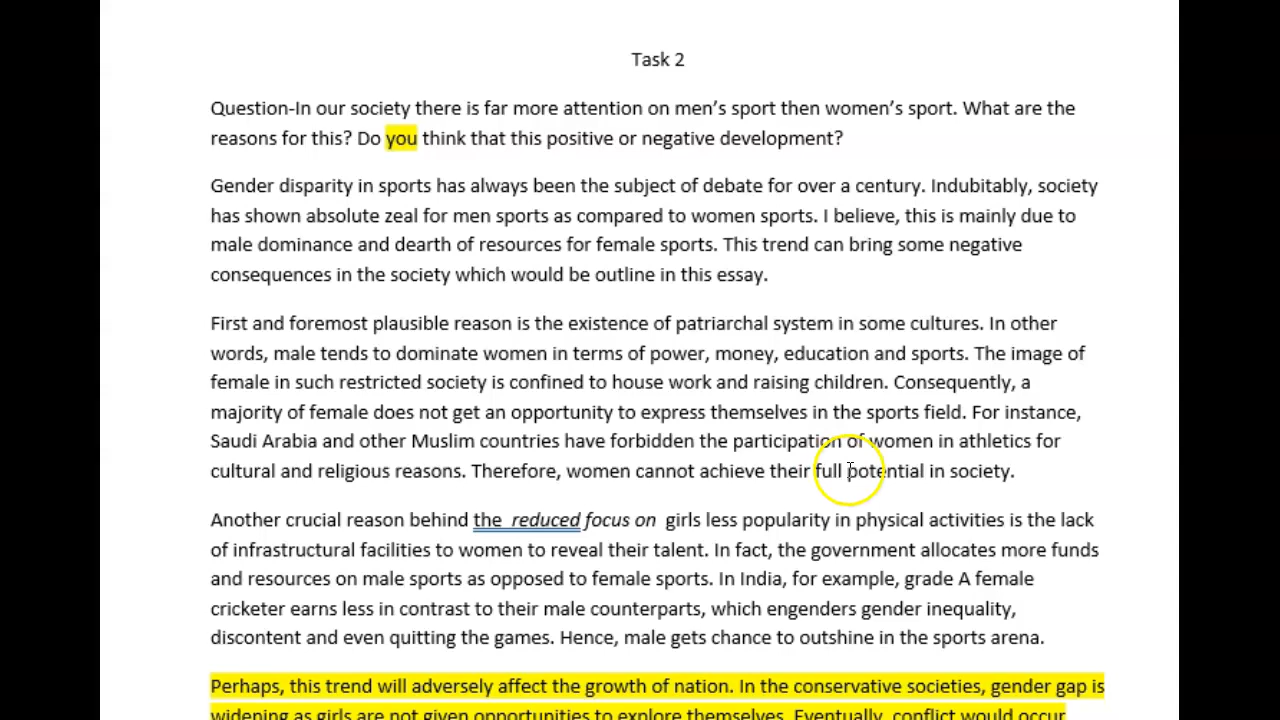 Task 2
Question-In our society there is far more attention on men’s sport then women’s sport. What are the
reasons for this? Do you think that this positive or negative development?
Gender disparity in sports has always been the subject of debate for over a century. Indubitably, society
has shown absolute zeal for men sports as compared to women sports. I believe, this is mainly due to
male dominance and dearth of resources for female sports. This trend can bring some negative
consequences in the society which would be outline in this essay.
First and foremost plausible reason is the existence of patriarchal system in some cultures. In other
words, male tends to dominate women in terms of power, money, education and sports. The image of
female in such restricted society is confined to house work and raising children. Consequently, a
majority of female does not get an opportunity to express themselves in the sports field. For instance,
Saudi Arabia and other Muslim countries have forbidden the participation of women in athletics for
cultural and religious reasons. Therefore, women cannot achieve their full potential in society.
Another crucial reason behind the reduced focus on girls less popularity in physical activities is the lack
of infrastructural facilities to women to reveal their talent. In fact, the government allocates more funds
and resources on male sports as opposed to female sports. In India, for example, grade A female
cricketer earns less in contrast to their male counterparts, which engenders gender inequality,
discontent and even quitting the games. Hence, male gets chance to outshine in the sports arena.
Perhaps, this trend will adversely affect the growth of nation. In the conservative societies, gender gap is
widening as girls are not given opportunities to explore themselves. Eventually, conflict would occur